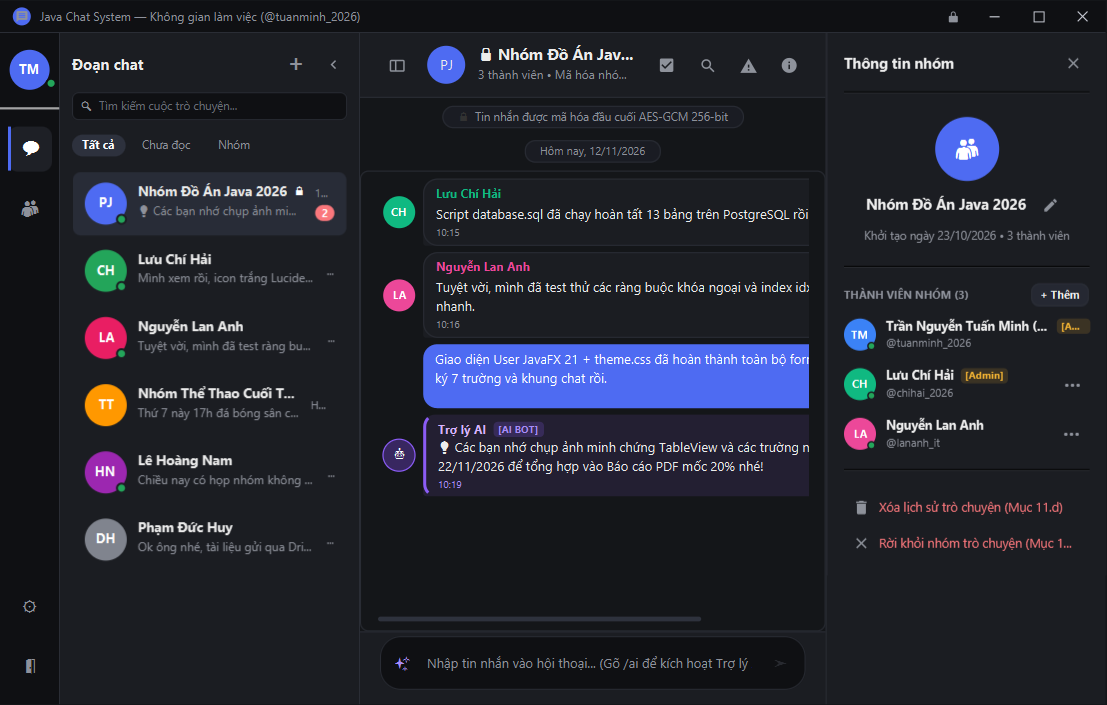 Java Chat System — Không gian làm việc (@tuanminh_2026)
TM
Đoạn chat
Tìm kiếm cuộc trò chuyện...
Tất cả
Chưa đọc
Nhóm
PJ
Nhóm Đồ Án Java 2026
1...
Các bạn nhớ chụp ảnh mi...
2
CH
Lưu Chí Hải
Mình xem rồi, icon trắng Lucide...
...
LA
Nguyễn Lan Anh
Tuyệt vời, mình đã test ràng bu...
...
TT
Nhóm Thể Thao Cuối T...
Thứ 7 này 17h đá bóng sân c...
H...
HN
Lê Hoàng Nam
Chiều nay có họp nhóm không ...
...
DH
Phạm Đức Huy
Ok ông nhé, tài liệu gửi qua Dri...
...
PJ
Nhóm Đồ Án Jav...
3 thành viên • Mã hóa nhó...
Tin nhắn được mã hóa đầu cuối AES-GCM 256-bit
Hôm nay, 12/11/2026
CH
Lưu Chí Hải
Script database.sql đã chạy hoàn tất 13 bảng trên PostgreSQL rồi
10:15
LA
Nguyễn Lan Anh
Tuyệt vời, mình đã test thử các ràng buộc khóa ngoại và index idx
nhanh.
10:16
Giao diện User JavaFX 21 + theme.css đã hoàn thành toàn bộ for
ký 7 trường và khung chat rồi.
Trợ lý AI [AI BOT]
Các bạn nhớ chụp ảnh minh chứng TableView và các trường n
22/11/2026 để tổng hợp vào Báo cáo PDF mốc 20% nhé!
10:19
Nhập tin nhắn vào hội thoại... (Gõ /ai để kích hoạt Trợ lý
Thông tin nhóm
Nhóm Đồ Án Java 2026
Khởi tạo ngày 23/10/2026 • 3 thành viên
THÀNH VIÊN NHÓM (3)
+ Thêm
TM
Trần Nguyễn Tuấn Minh (...
[A...
@tuanminh_2026
CH
Lưu Chí Hải [Admin]
@chihai_2026
LA
Nguyễn Lan Anh
@lananh_it
Xóa lịch sử trò chuyện (Mục 11.d)
Rời khỏi nhóm trò chuyện (Mục 1...